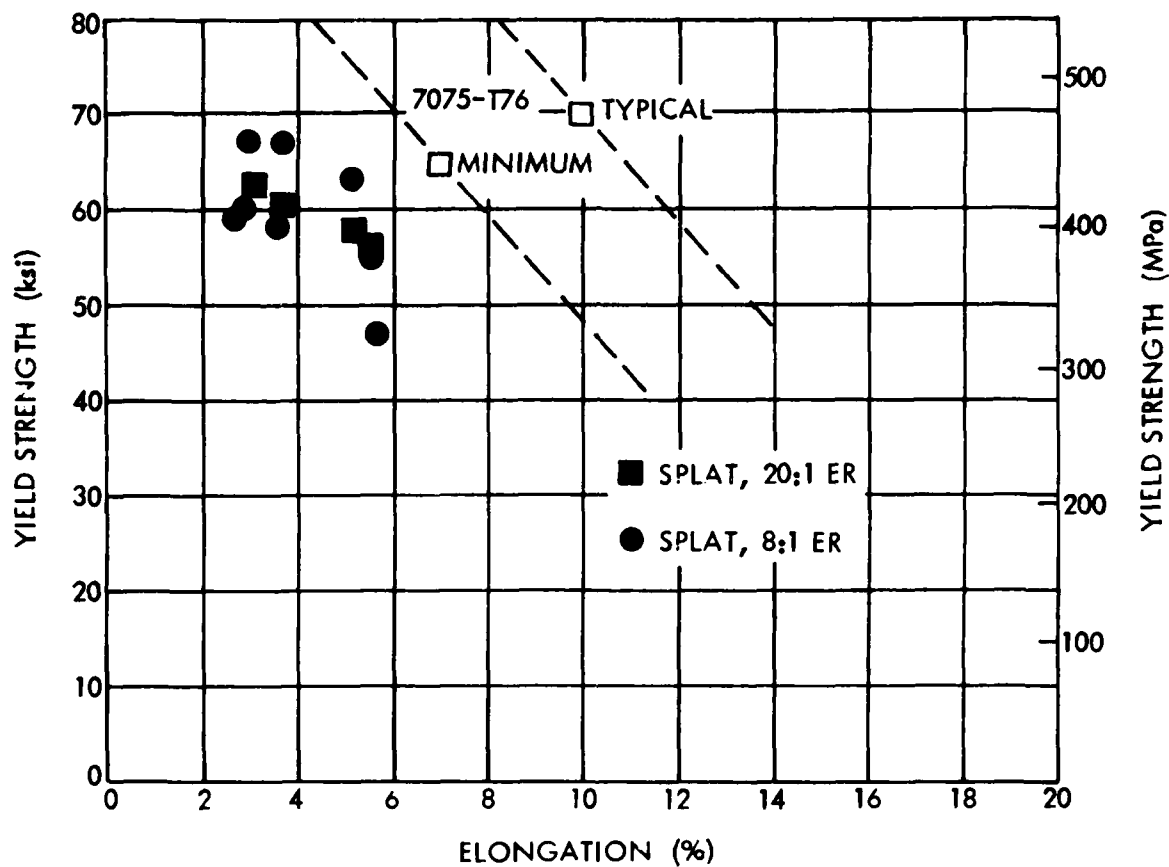 80
70
60
50
40
30
20
10
0
YIELD STRENGTH (ksi)
7075-T76
TYPICAL
MINIMUM
SPLAT, 20:1 ER
SPLAT, 8:1 ER
500
400
300
200
100
YIELD STRENGTH (MPa)
0 2 4 6 8 10 12 14 16 18 20
ELONGATION (%)